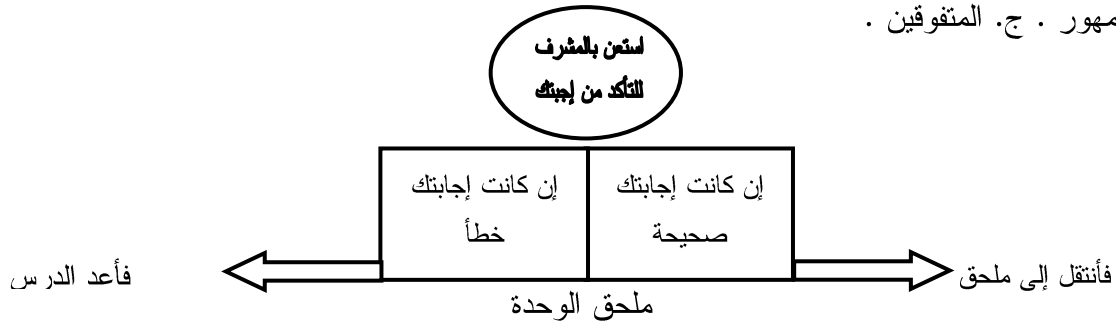 مهور . ج. المتفوقين .
استعن بالمشرف
للتأكد من إجبتك
إن كانت إجابتك
صحيحة
إن كانت إجابتك
خطأ
فأنتقل إلى ملحق
فأعد الدرس
ملحق الوحدة